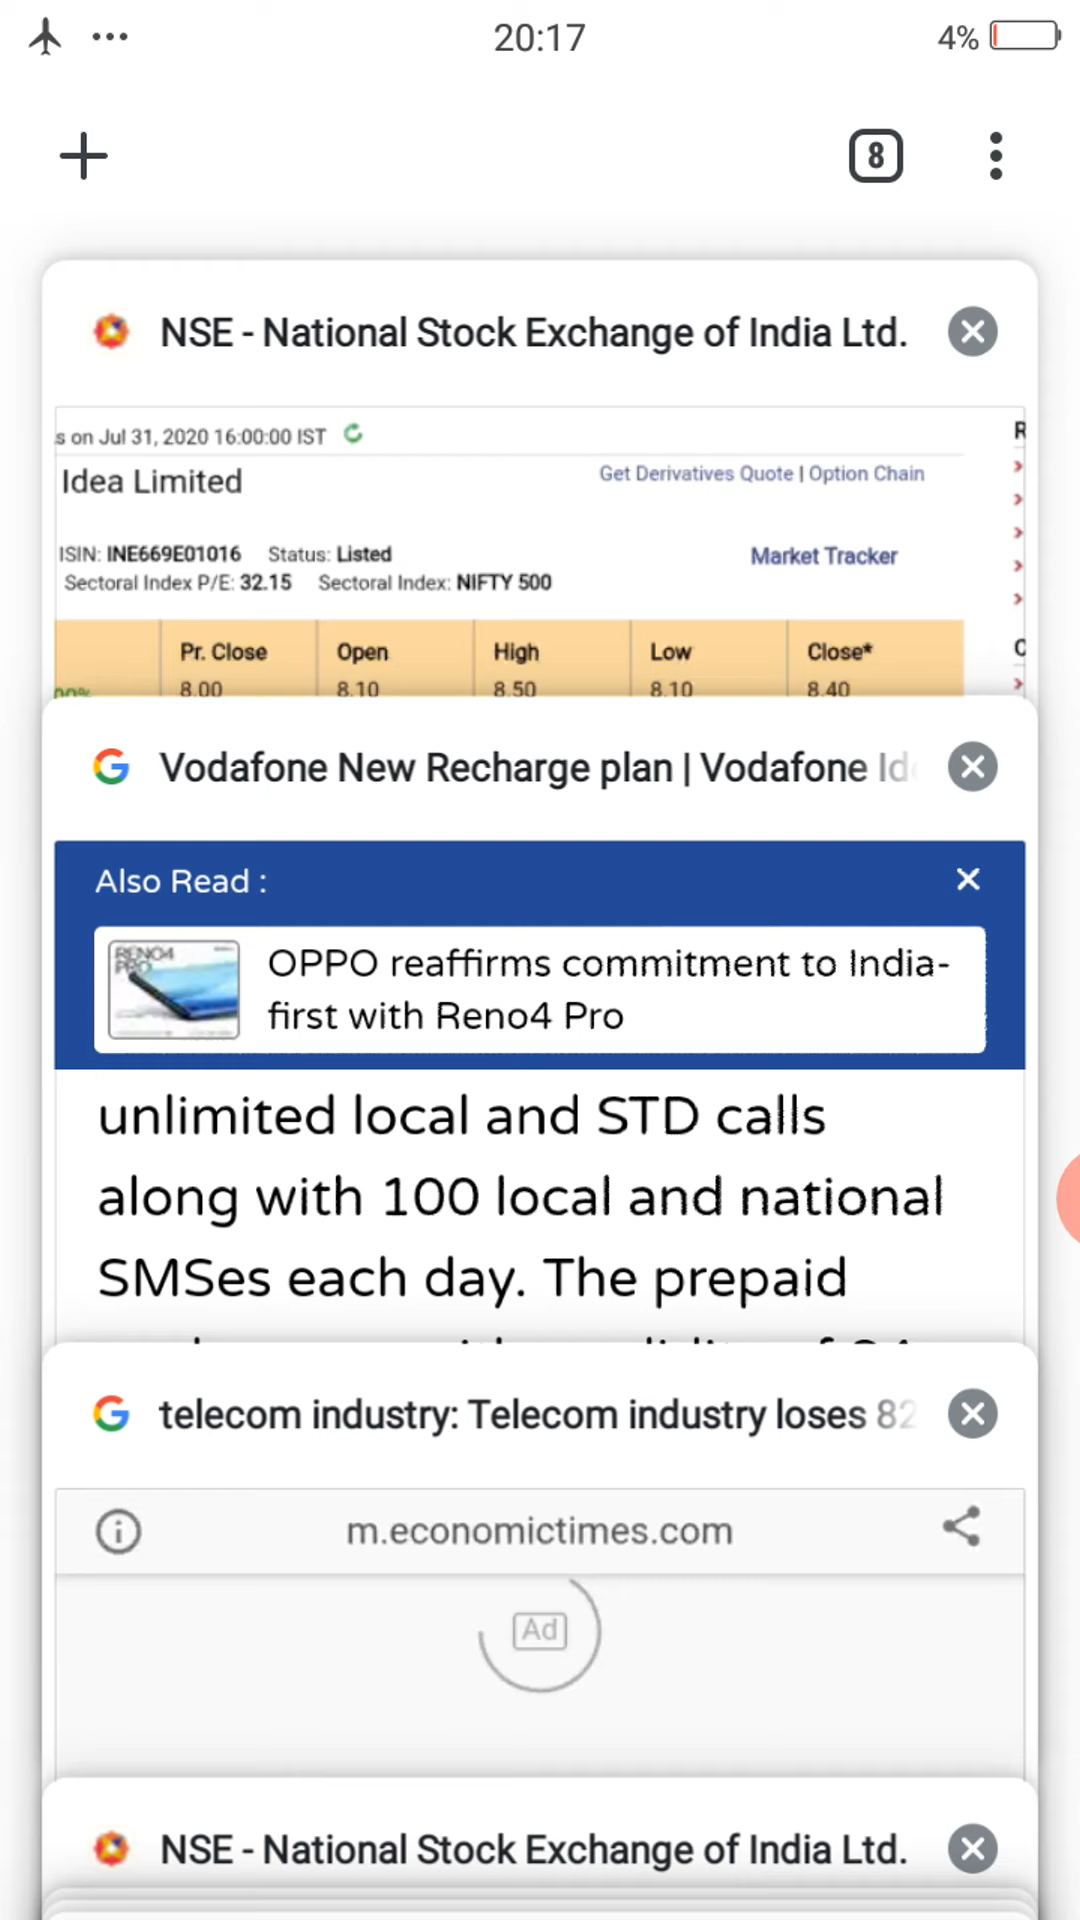 20:17
4%
8
NSE - National Stock Exchange of India Ltd.
s on Jul 31, 2020 16:00:00 IST
R
Idea Limited
Get Derivatives Quote | Option Chain
ISIN: INE669E01016 Status: Listed
Market Tracker
Sectoral Index P/E: 32.15 Sectoral Index: NIFTY 500
Pr. Close Open High Low Close*
8.00 8.10 8.50 8.10 8.40
Vodafone New Recharge plan | Vodafone Id
Also Read :
RENO4
PRO
OPPO reaffirms commitment to India-
first with Reno4 Pro
unlimited local and STD calls
along with 100 local and national
SMSes each day. The prepaid
telecom industry: Telecom industry loses 82
m.economictimes.com
Ad
NSE - National Stock Exchange of India Ltd.